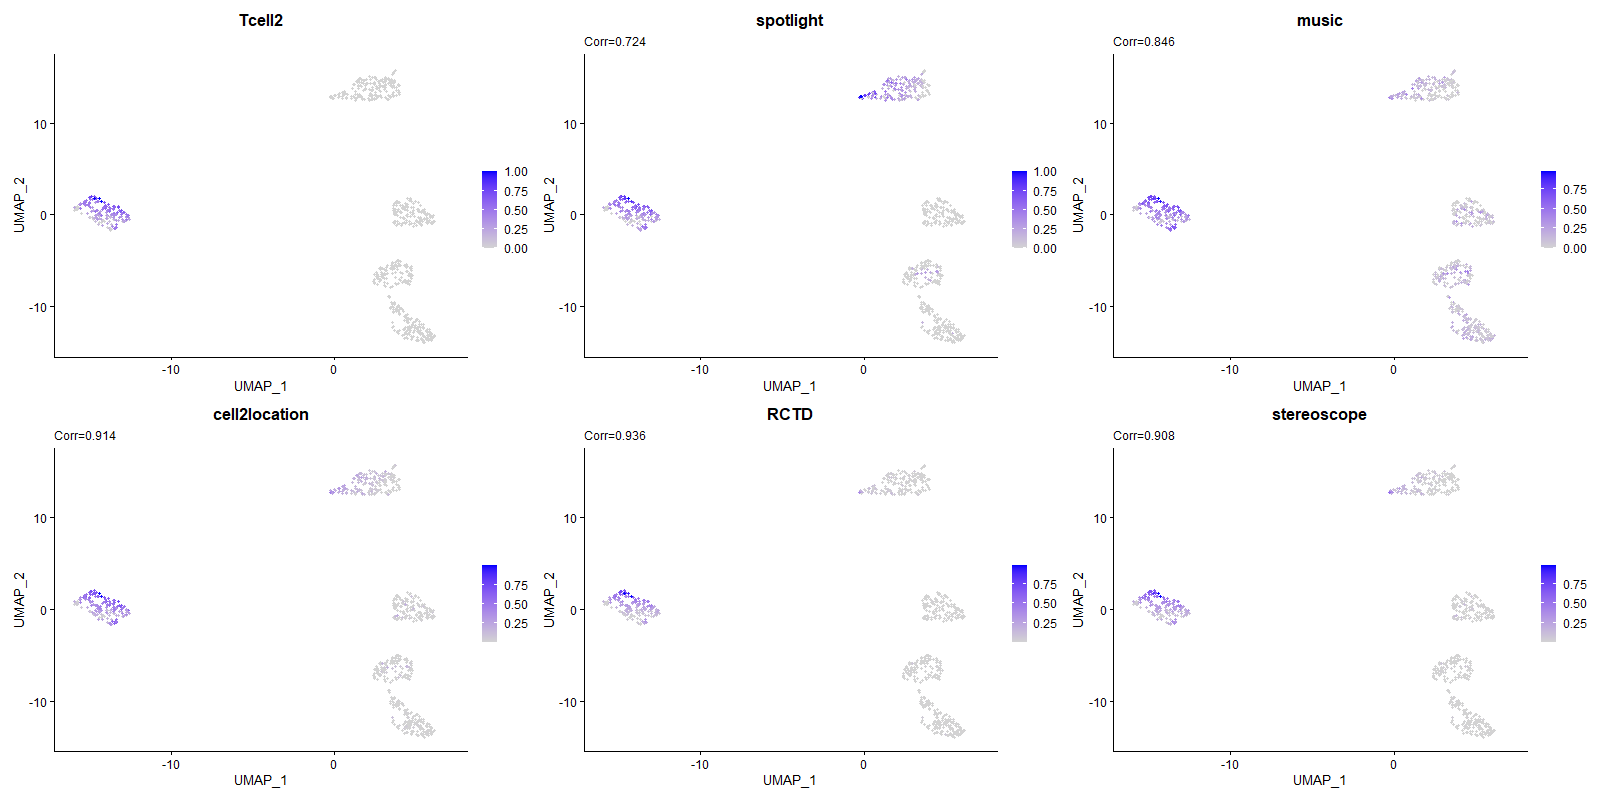 Tcell2
UMAP_2
10
0
-10
-10
0
UMAP_1
1.00
0.75
0.50
0.25
0.00
spotlight
Corr=0.724
UMAP_2
10
0
-10
-10
0
UMAP_1
1.00
0.75
0.50
0.25
0.00
music
Corr=0.846
UMAP_2
10
0
-10
-10
0
UMAP_1
0.75
0.50
0.25
0.00
cell2location
Corr=0.914
UMAP_2
10
0
-10
-10
0
UMAP_1
0.75
0.50
0.25
RCTD
Corr=0.936
UMAP_2
10
0
-10
-10
0
UMAP_1
0.75
0.50
0.25
stereoscope
Corr=0.908
UMAP_2
10
0
-10
-10
0
UMAP_1
0.75
0.50
0.25